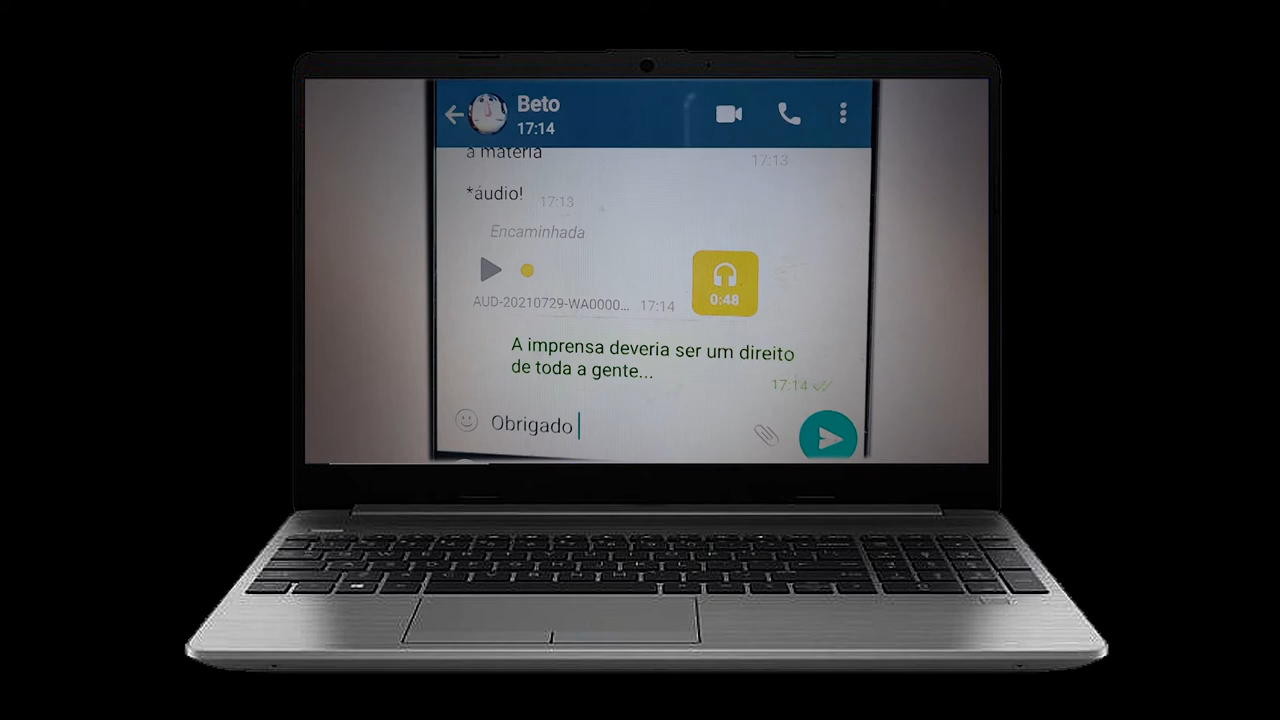 Beto
17:14
a matéria
17:13
*áudio!
17:13
Encaminhada
0:48
AUD-20210729-WA0000...
17:14
A imprensa deveria ser um direito
de toda a gente...
17:14
Obrigado